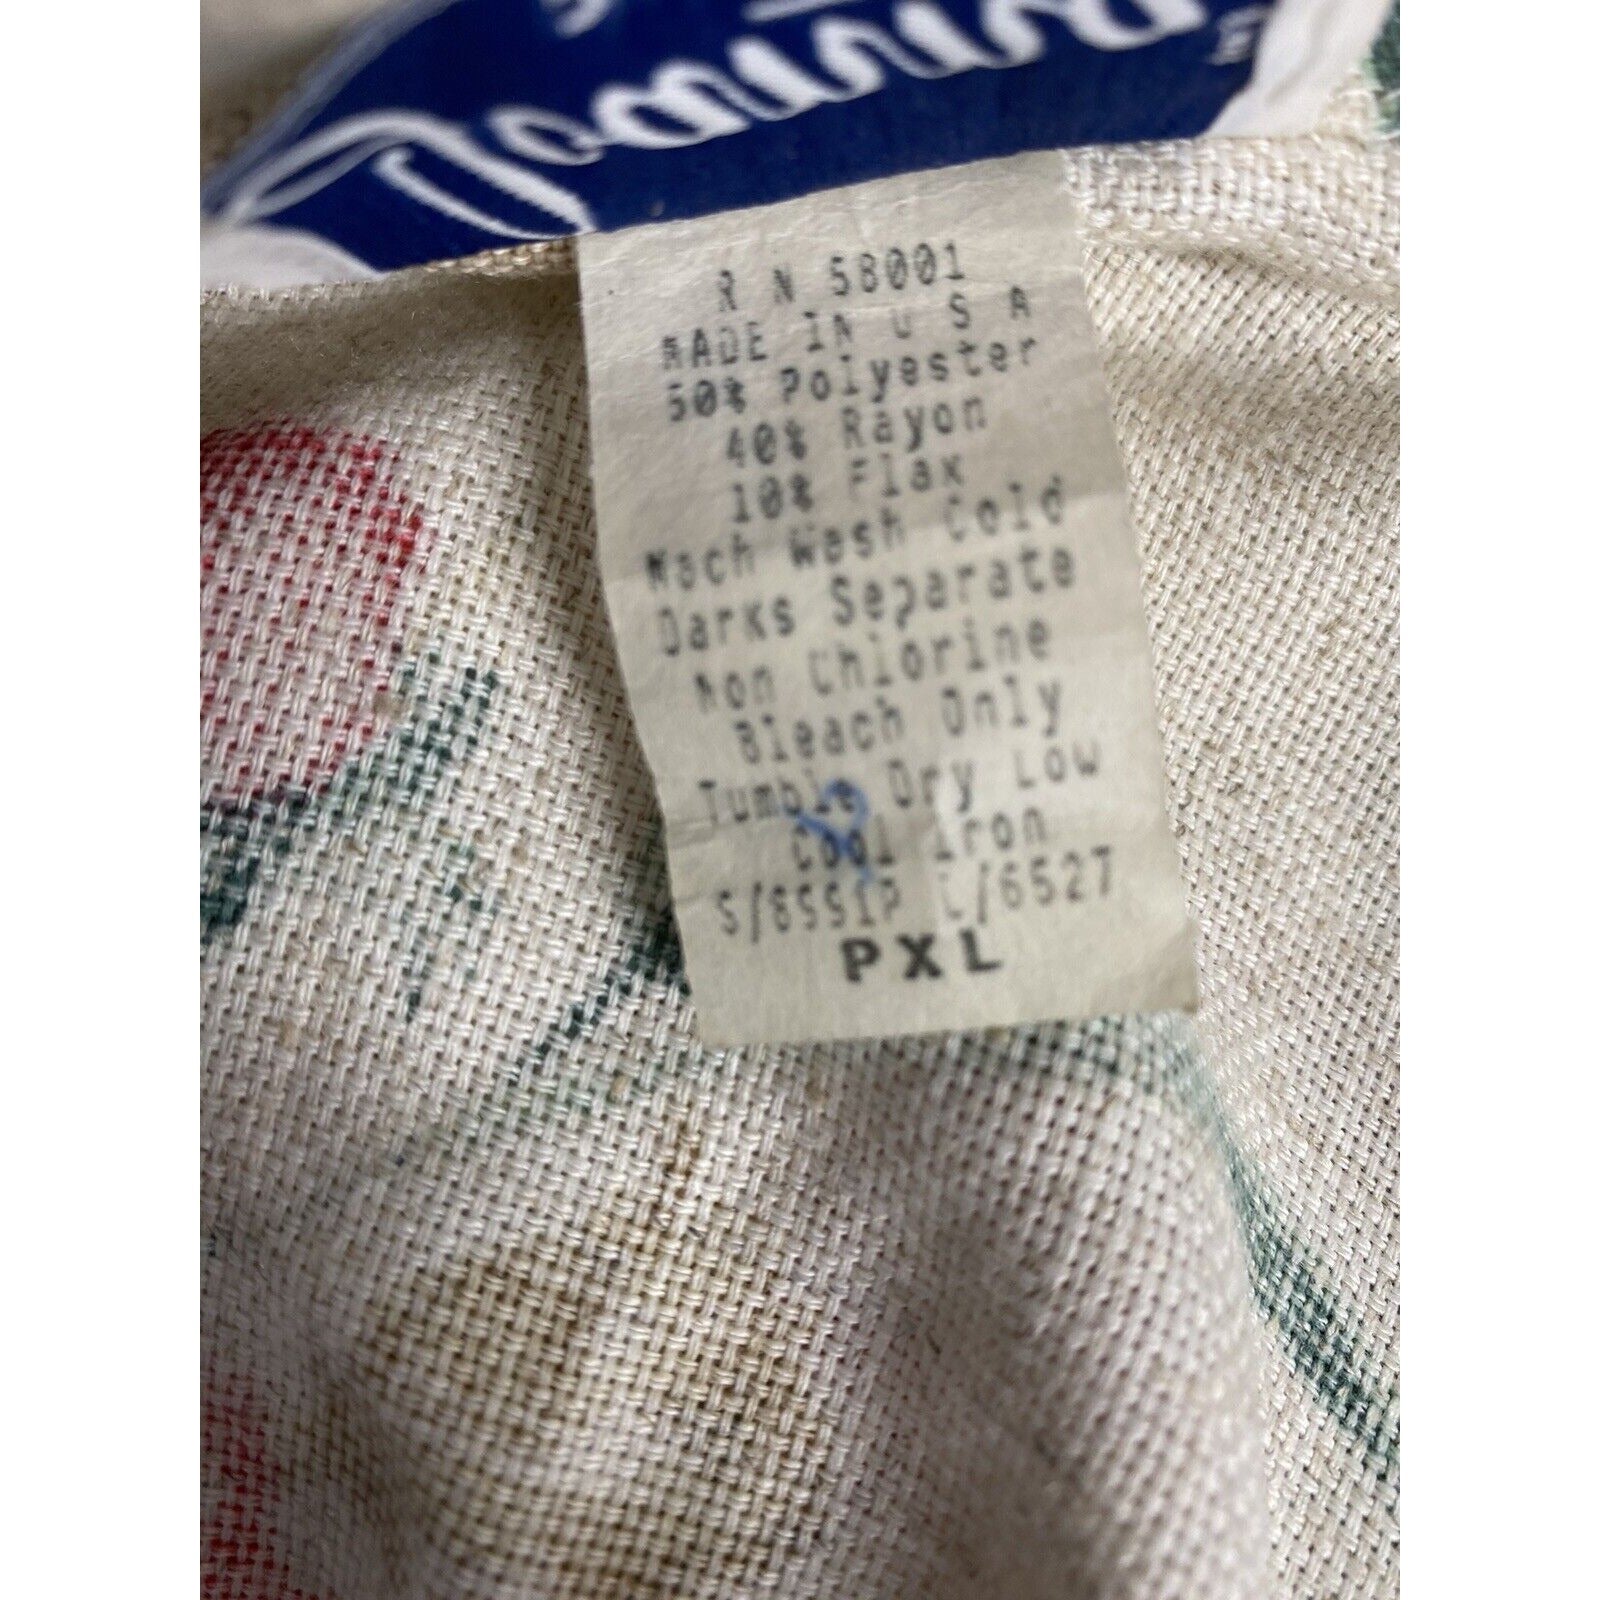 Joanna
R N 58001
MADE IN U S A
50% Polyester
40% Rayon
10% Flax
Mach Wash Cold
Darks Separate
Non Chlorine
Bleach Only
Tumble Dry Low
Cool Iron
S/8551P L/6527
PXL